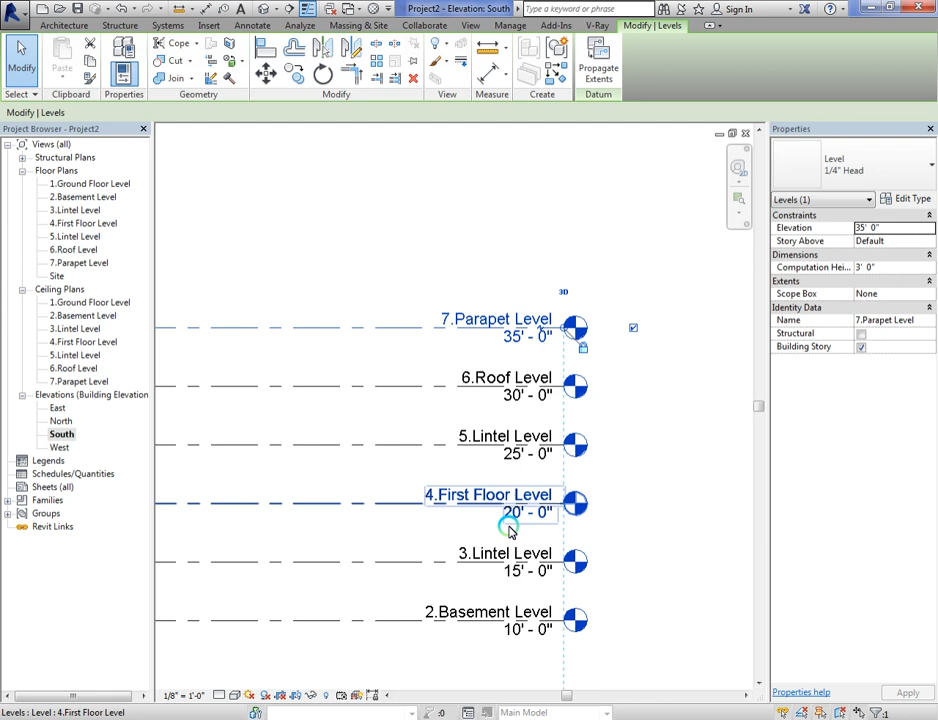 Project2 - Elevation: South
Type a keyword or phrase
Sign In
Architecture
Structure
Systems
Insert
Annotate
Analyze
Massing & Site
Collaborate
View
Manage
Add-Ins
V-Ray
Modify | Levels
Modify
Paste
Cope
Cut
Join
Propagate
Extents
Select
Clipboard
Properties
Geometry
Modify
View
Measure
Create
Datum
Modify | Levels
Project Browser - Project2
Views (all)
Structural Plans
Floor Plans
1.Ground Floor Level
2.Basement Level
3.Lintel Level
4.First Floor Level
5.Lintel Level
6.Roof Level
7.Parapet Level
Site
Ceiling Plans
1.Ground Floor Level
2.Basement Level
3.Lintel Level
4.First Floor Level
5.Lintel Level
6.Roof Level
7.Parapet Level
Elevations (Building Elevation
East
North
South
West
Legends
Schedules/Quantities
Sheets (all)
Families
Groups
Revit Links
3D
7.Parapet Level
35' - 0"
6.Roof Level
30' - 0"
5.Lintel Level
25' - 0"
4.First Floor Level
20' - 0"
3.Lintel Level
15' - 0"
2.Basement Level
10' - 0"
Properties
Level
1/4" Head
Levels (1)
Edit Type
Constraints
Elevation
35' 0"
Story Above
Default
Dimensions
Computation Hei...
3' 0"
Extents
Scope Box
None
Identity Data
Name
7.Parapet Level
Structural
Building Story
Properties help
Apply
1/8" = 1'-0"
Levels : Level : 4.First Floor Level
:0
Main Model
:1